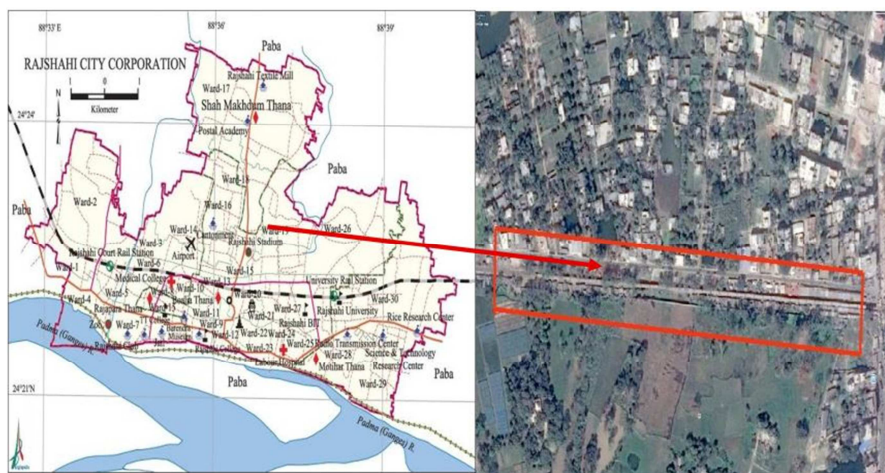 88°33' E
88°36'
88°39'
Paba
RAJSHAHI CITY CORPORATION
1 0 1
Kilometer
N
Rajshahi Textile Mill
Ward-17
Shah Makhdum Thana
24°24'
Postal Academy
Paba
Ward-18
Ward-2
Ward-16
Paba
Ward-14
Cantonment
Ward-26
Ward-3
Rajshahi Stadium
Airport
Rajshahi Court Rail Station
Ward-6
Ward-1
Ward-15
Medical College
Ward-10
University Rail Station
Ward-4
Ward-5
Boalia Thana
Ward-30
Rajpara Thana
Ward-11
Ward-21
Ward-27
Rajshahi University
Zoo
Ward-7
Barendra Museum
Ward-9
Ward-12
Ward-22
Rajshahi BIT
Rice Research Center
Ward-24
Jail
Ward-23
Ward-25
Radio Transmission Center
Padma (Ganges) R.
Ward-28
Science & Technology Research Center
Motihar Thana
24°21'
Paba
Paba
Ward-29
Padma (Ganges) R.